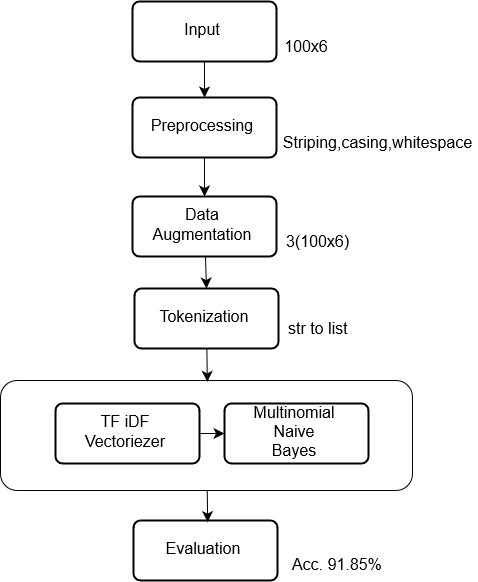 Input
100x6
Preprocessing
Striping,casing,whitespace
Data
Augmentation
3(100x6)
Tokenization
str to list
TF iDF
Vectoriezer
Multinomial
Naive
Bayes
Evaluation
Acc. 91.85%